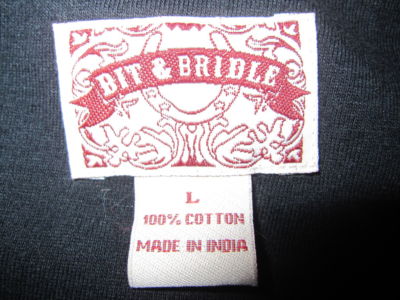 BIT & BRIDLE
L
100% COTTON
MADE IN INDIA